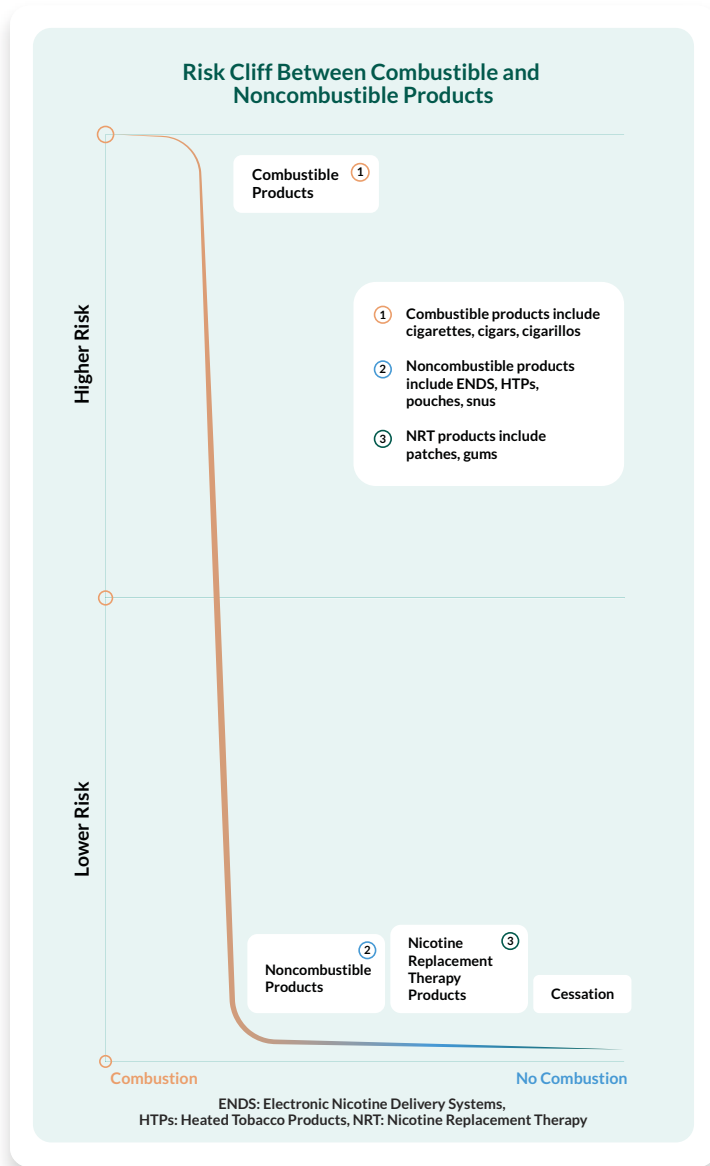 Risk Cliff Between Combustible and
Noncombustible Products
Combustible
Products
1
Higher Risk
1
Combustible products include
cigarettes, cigars, cigarillos
2
Noncombustible products
include ENDS, HTPs,
pouches, snus
3
NRT products include
patches, gums
Lower Risk
2
Noncombustible
Products
3
Nicotine
Replacement
Therapy
Products
Cessation
Combustion
No Combustion
ENDS: Electronic Nicotine Delivery Systems,
HTPs: Heated Tobacco Products, NRT: Nicotine Replacement Therapy